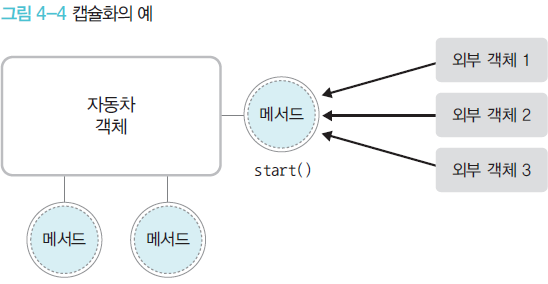 그림 4-4 캡슐화의 예
자동차
객체
메서드
start()
외부 객체 1
외부 객체 2
외부 객체 3
메서드
메서드